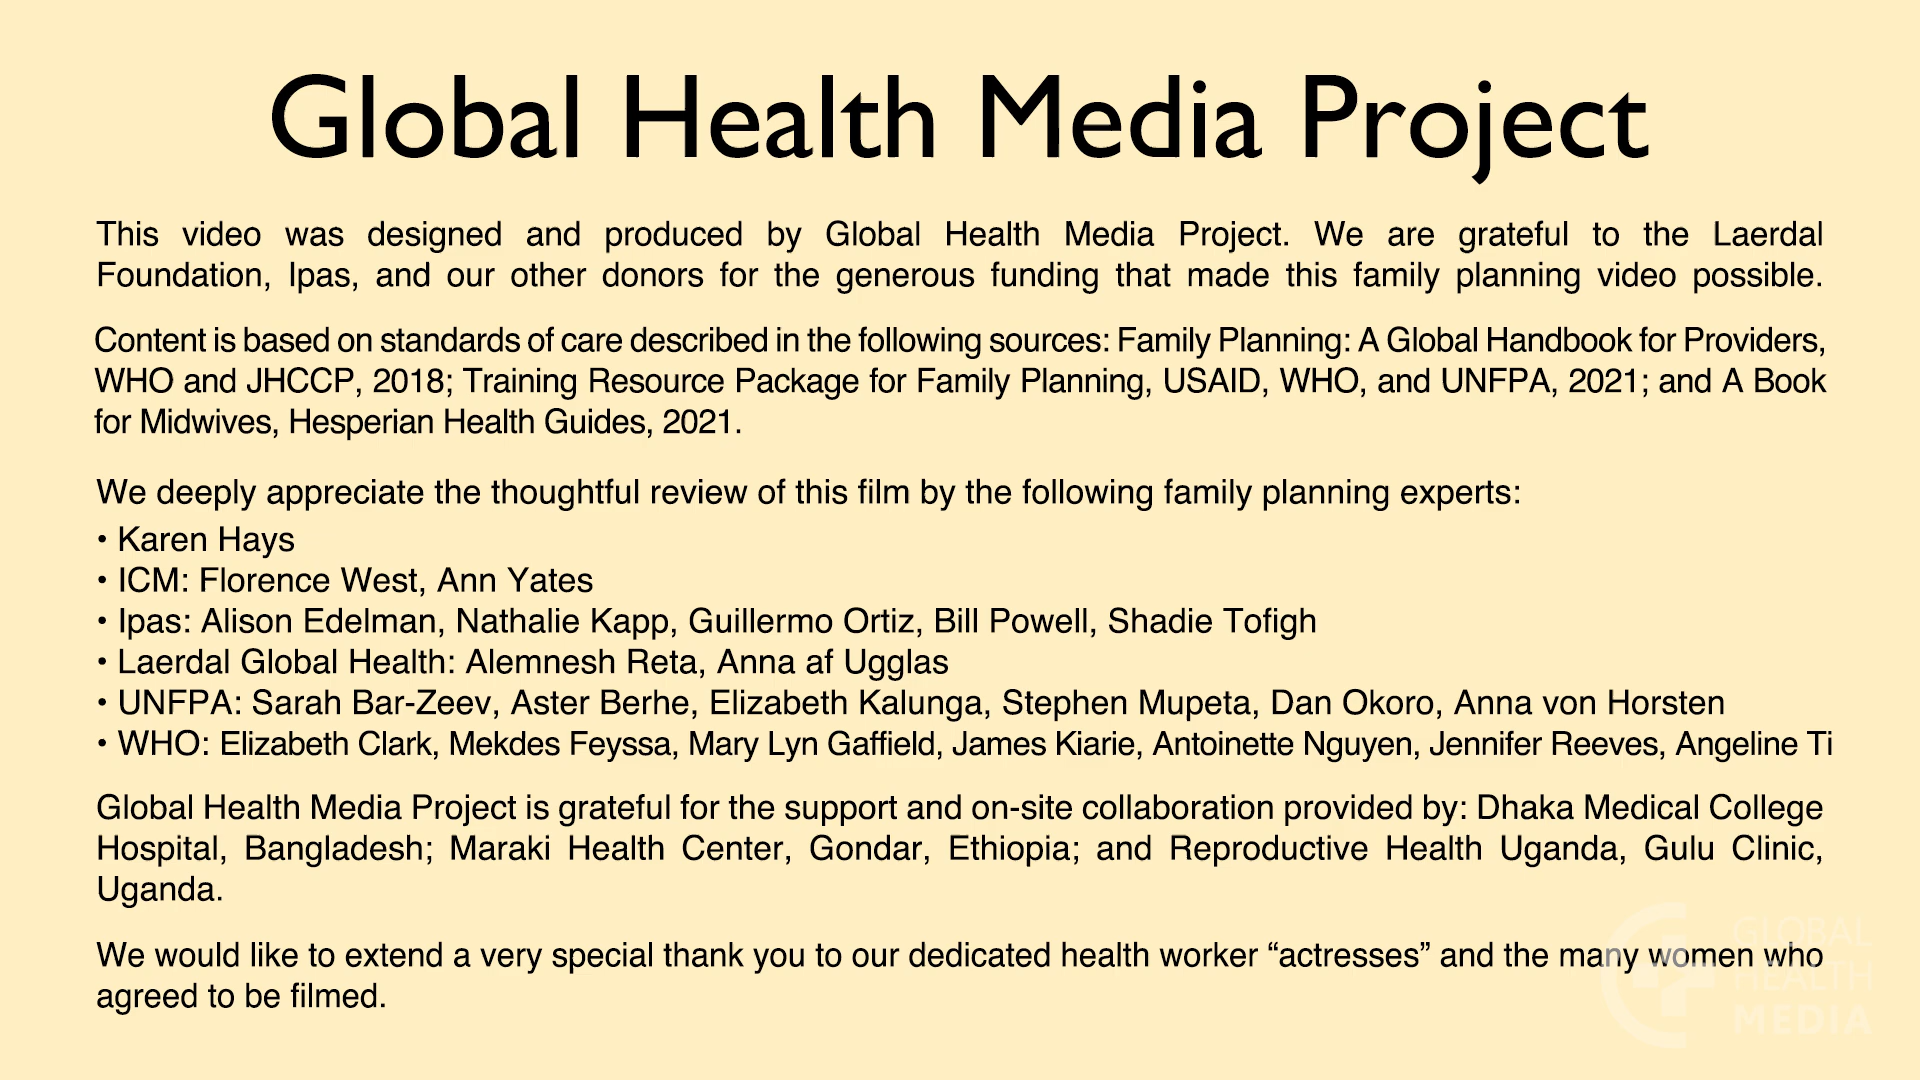 Global Health Media Project
This video was designed and produced by Global Health Media Project. We are grateful to the Laerdal
Foundation, Ipas, and our other donors for the generous funding that made this family planning video possible.
Content is based on standards of care described in the following sources: Family Planning: A Global Handbook for Providers,
WHO and JHCCP, 2018; Training Resource Package for Family Planning, USAID, WHO, and UNFPA, 2021; and A Book
for Midwives, Hesperian Health Guides, 2021.
We deeply appreciate the thoughtful review of this film by the following family planning experts:
• Karen Hays
• ICM: Florence West, Ann Yates
• Ipas: Alison Edelman, Nathalie Kapp, Guillermo Ortiz, Bill Powell, Shadie Tofigh
• Laerdal Global Health: Alemnesh Reta, Anna af Ugglas
• UNFPA: Sarah Bar-Zeev, Aster Berhe, Elizabeth Kalunga, Stephen Mupeta, Dan Okoro, Anna von Horsten
• WHO: Elizabeth Clark, Mekdes Feyssa, Mary Lyn Gaffield, James Kiarie, Antoinette Nguyen, Jennifer Reeves, Angeline Ti
Global Health Media Project is grateful for the support and on-site collaboration provided by: Dhaka Medical College
Hospital, Bangladesh; Maraki Health Center, Gondar, Ethiopia; and Reproductive Health Uganda, Gulu Clinic,
Uganda.
We would like to extend a very special thank you to our dedicated health worker “actresses” and the many women who
agreed to be filmed.
GLOBAL
HEALTH
MEDIA